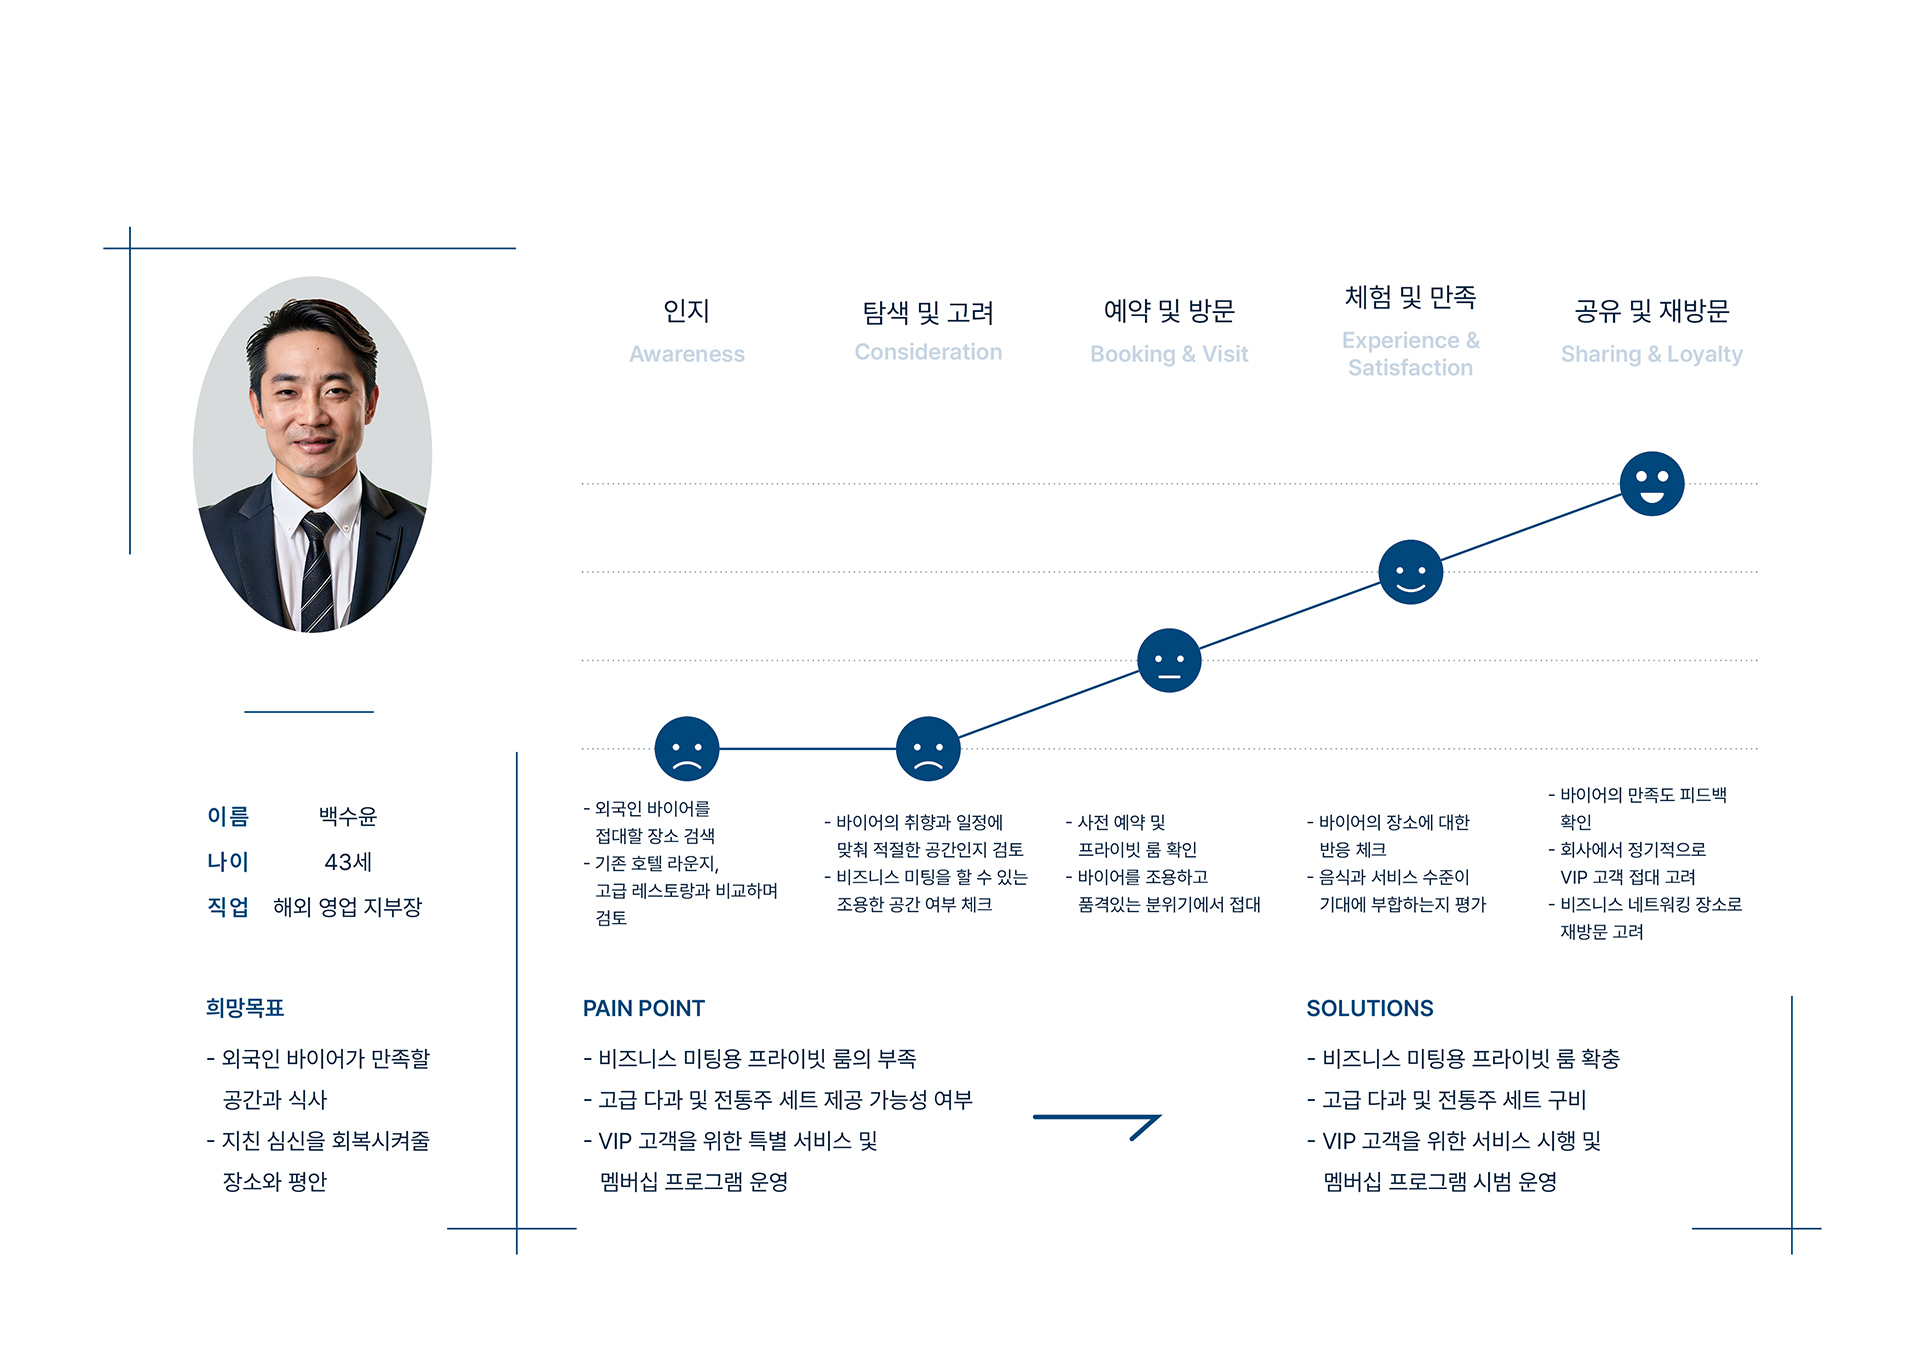 이름 백수윤
나이 43세
직업 해외 영업 지부장
희망목표
- 외국인 바이어가 만족할
공간과 식사
- 지친 심신을 회복시켜줄
장소와 평안
인지
Awareness
탐색 및 고려
Consideration
예약 및 방문
Booking & Visit
체험 및 만족
Experience &
Satisfaction
공유 및 재방문
Sharing & Loyalty
- 외국인 바이어를
접대할 장소 검색
- 기존 호텔 라운지,
고급 레스토랑과 비교하며
검토
- 바이어의 취향과 일정에
맞춰 적절한 공간인지 검토
- 비즈니스 미팅을 할 수 있는
조용한 공간 여부 체크
- 사전 예약 및
프라이빗 룸 확인
- 바이어를 조용하고
품격있는 분위기에서 접대
- 바이어의 장소에 대한
반응 체크
- 음식과 서비스 수준이
기대에 부합하는지 평가
- 바이어의 만족도 피드백
확인
- 회사에서 정기적으로
VIP 고객 접대 고려
- 비즈니스 네트워킹 장소로
재방문 고려
PAIN POINT
- 비즈니스 미팅용 프라이빗 룸의 부족
- 고급 다과 및 전통주 세트 제공 가능성 여부
- VIP 고객을 위한 특별 서비스 및
멤버십 프로그램 운영
SOLUTIONS
- 비즈니스 미팅용 프라이빗 룸 확충
- 고급 다과 및 전통주 세트 구비
- VIP 고객을 위한 서비스 시행 및
멤버십 프로그램 시범 운영